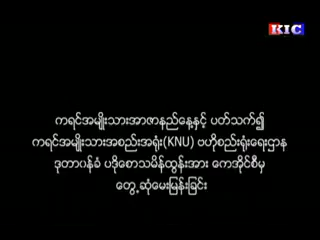 KIC
ကရင်အမျိုးသားအာဇာနည်နေ့နှင့် ပတ်သက်၍
ကရင်အမျိုးသားအစည်းအရုံး(KNU) ဗဟိုစည်းရုံးရေးဌာန
ဒုတာဝန်ခံ ပဒိုစောသမိန်ထွန်းအား ကေအိုင်စီမှ
တွေ့ဆုံမေးမြန်းခြင်း